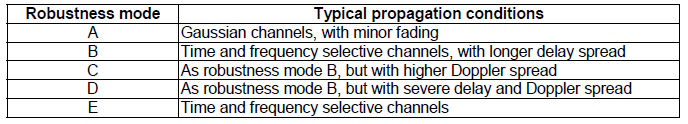 Robustness mode Typical propagation conditions
A Gaussian channels, with minor fading
B Time and frequency selective channels, with longer delay spread
C As robustness mode B, but with higher Doppler spread
D As robustness mode B, but with severe delay and Doppler spread
E Time and frequency selective channels